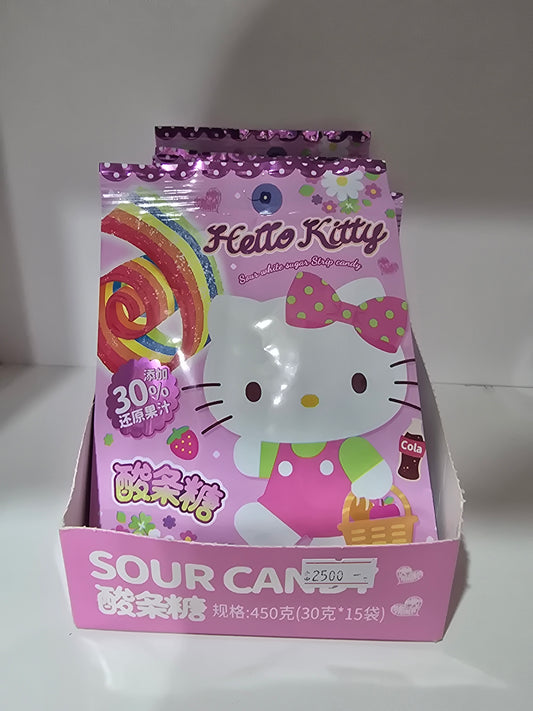 Hello Kitty
Sour white sugar Strip candy
添加
30%
还原果汁
Cola
酸条糖
SOUR CANDY
2500
酸条糖 规格:450克(30克*15袋)